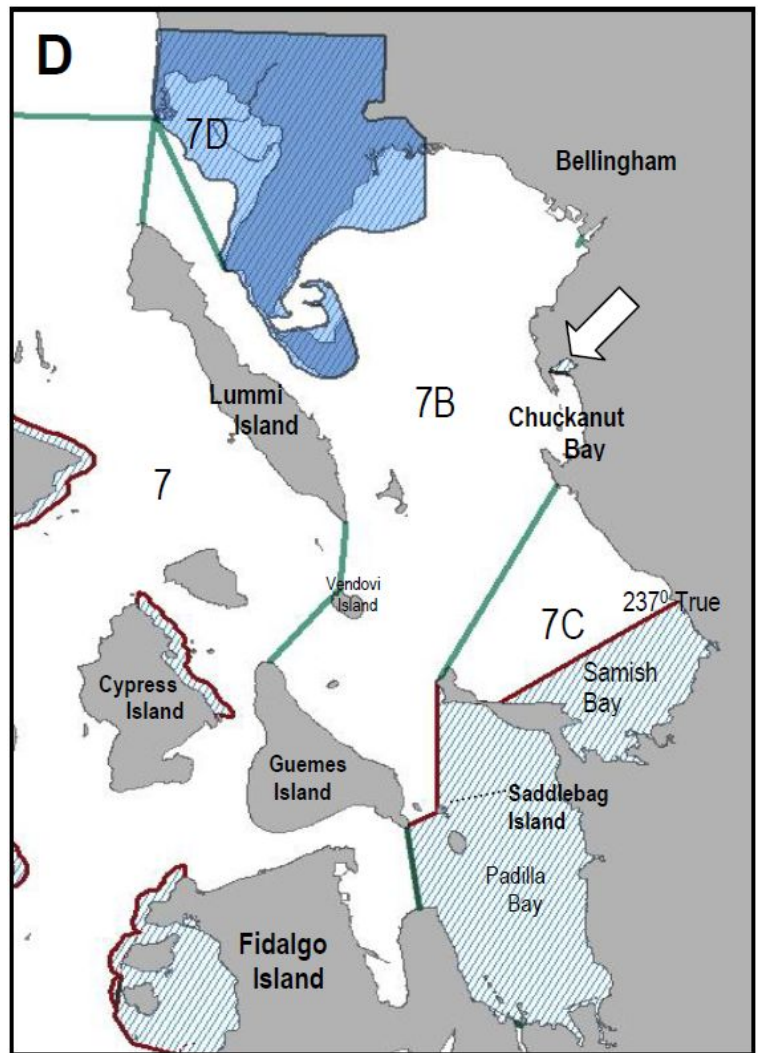 D
7D
Bellingham
Lummi
Island
7B
Chuckanut
Bay
7
Vendovi
Island
237⁰ True
7C
Samish
Bay
Cypress
Island
Guemes
Island
Saddlebag
Island
Padilla
Bay
Fidalgo
Island